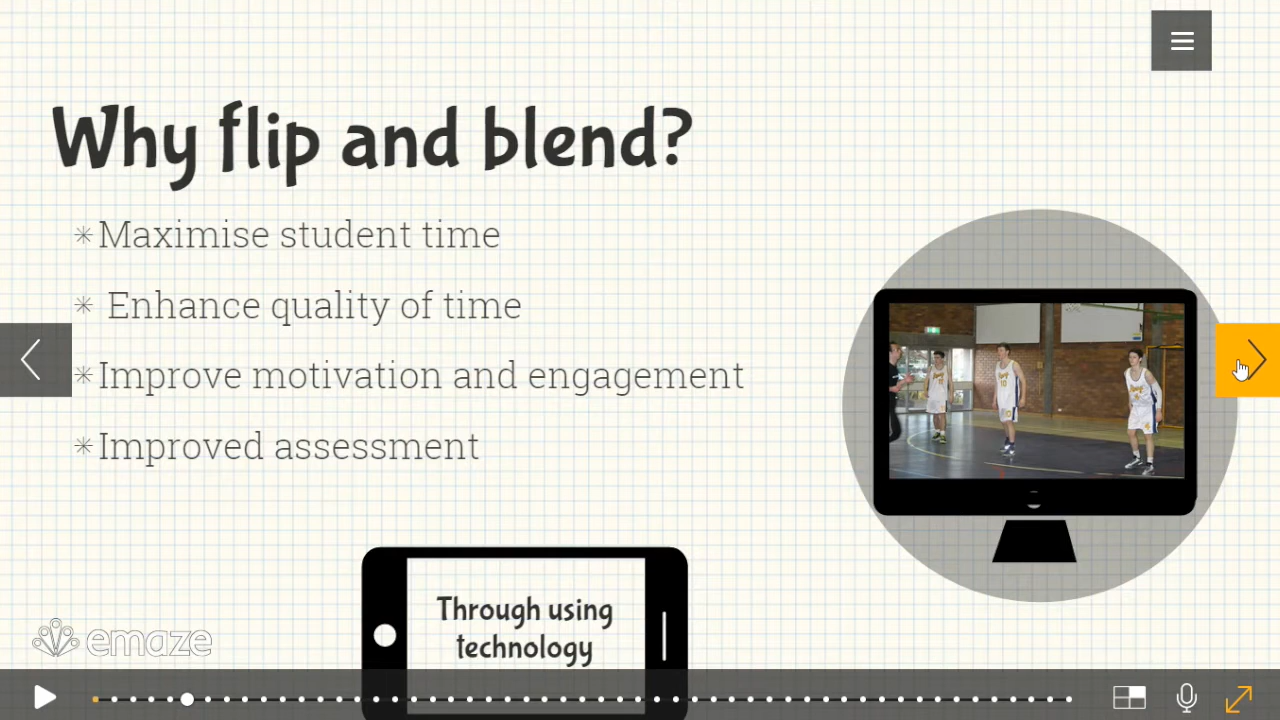 Why flip and blend?
Maximise student time
Enhance quality of time
Improve motivation and engagement
Improved assessment
Through using
technology
emaze